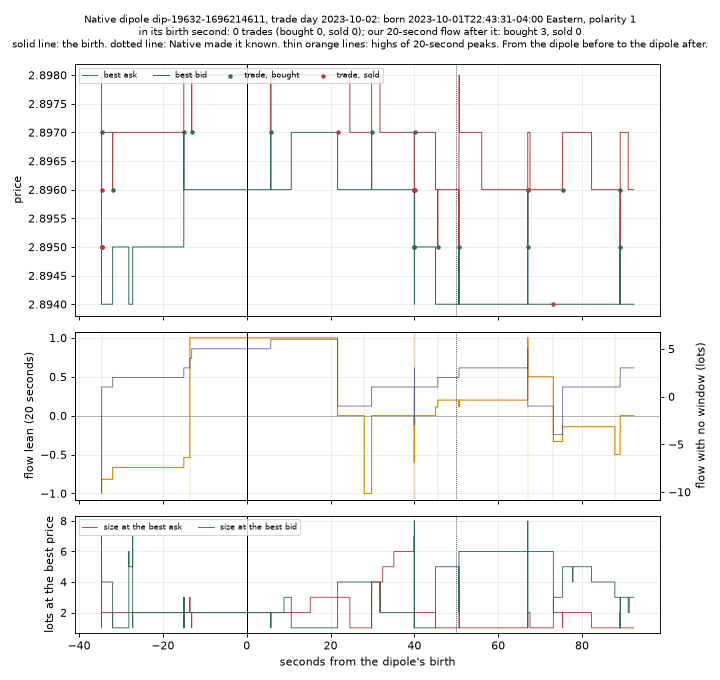 Native dipole dip-19632-1696214611, trade day 2023-10-02: born 2023-10-01T22:43:31-04:00 Eastern, polarity 1
in its birth second: 0 trades (bought 0, sold 0); our 20-second flow after it: bought 3, sold 0
solid line: the birth. dotted line: Native made it known. thin orange lines: highs of 20-second peaks. From the dipole before to the dipole after.
best ask
best bid
trade, bought
trade, sold
2.8980
2.8975
2.8970
2.8965
2.8960
2.8955
2.8950
2.8945
2.8940
price
1.0
0.5
0.0
−0.5
−1.0
flow lean (20 seconds)
5
0
−5
−10
flow with no window (lots)
size at the best ask
size at the best bid
8
6
4
2
lots at the best price
−40
−20
0
20
40
60
80
seconds from the dipole's birth